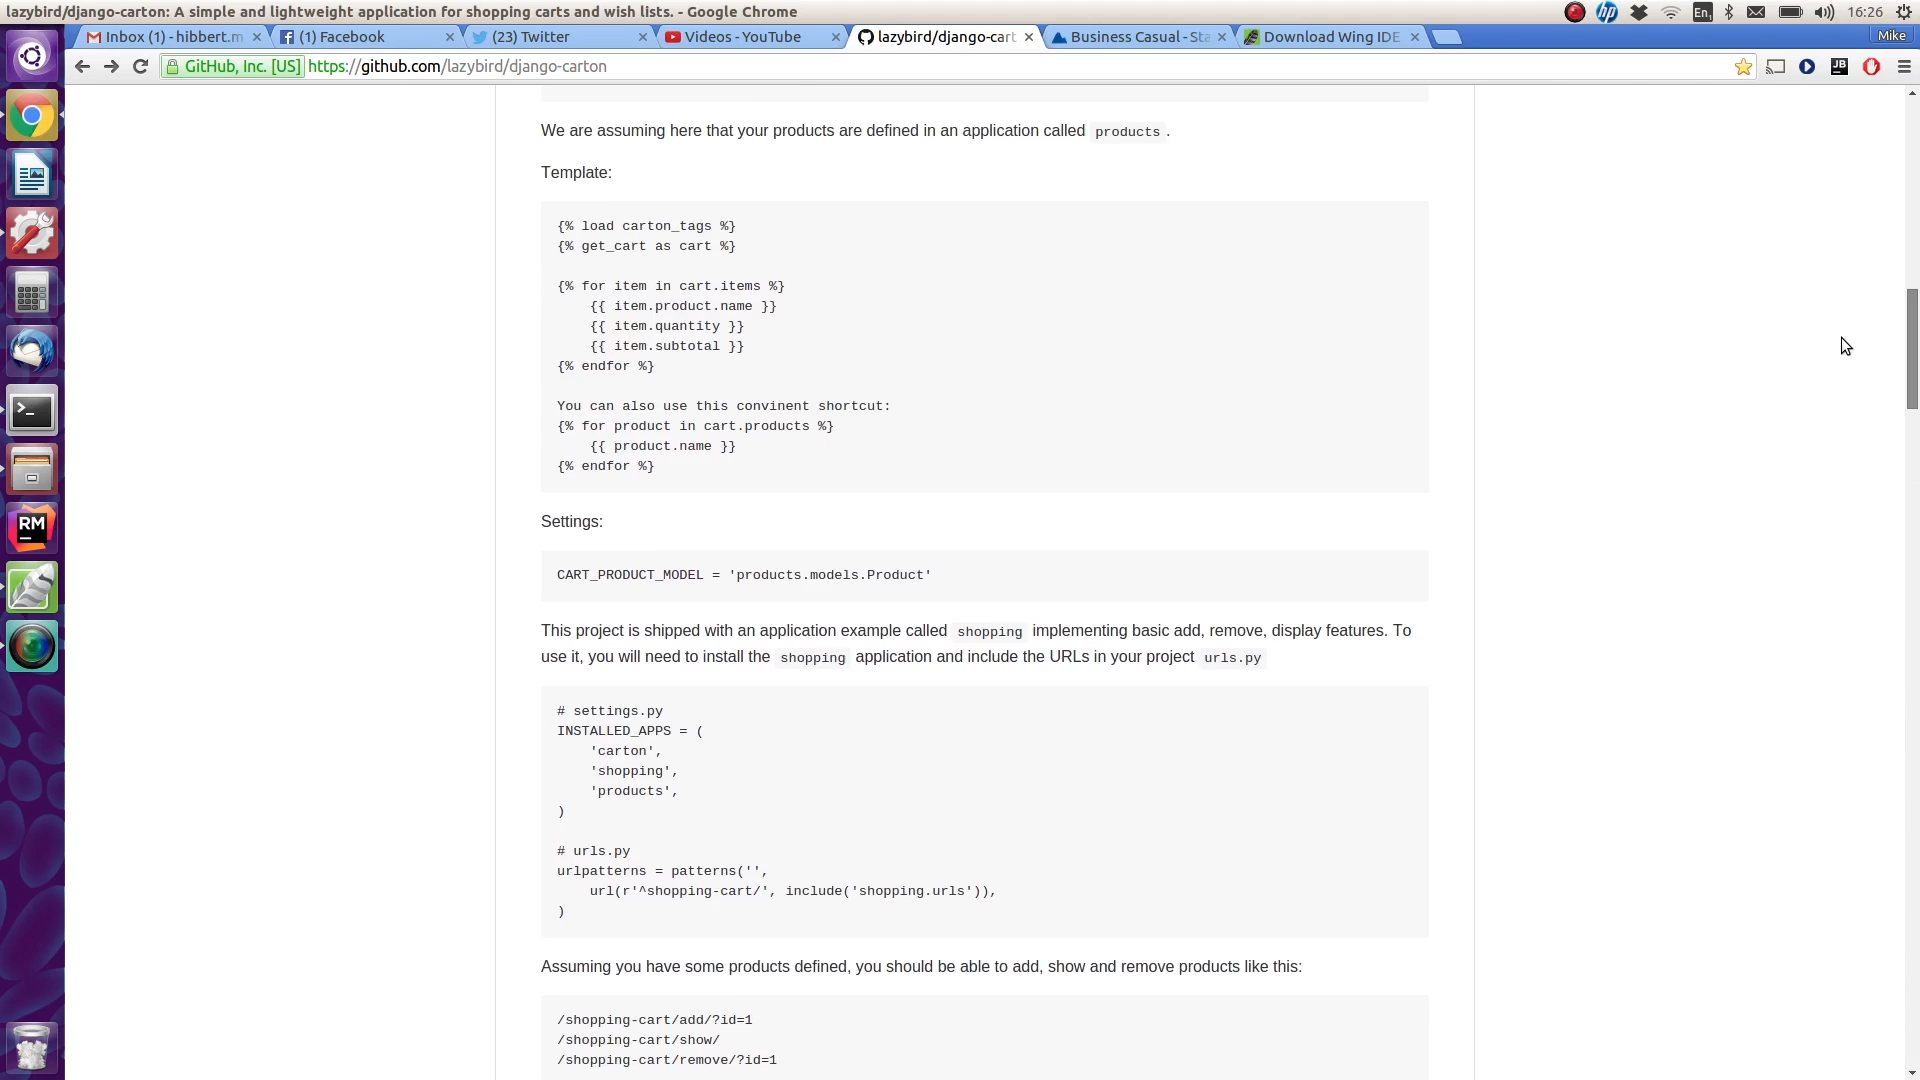 lazybird/django-carton: A simple and lightweight application for shopping carts and wish lists. - Google Chrome
En1
16:26
Inbox (1) - hibbert.m
(1) Facebook
(23) Twitter
Videos - YouTube
lazybird/django-cart
Business Casual - Sta
Download Wing IDE
Mike
GitHub, Inc. [US]
https://github.com/lazybird/django-carton
JB
We are assuming here that your products are defined in an application called products .
Template:
{% load carton_tags %}
{% get_cart as cart %}
{% for item in cart.items %}
{{ item.product.name }}
{{ item.quantity }}
{{ item.subtotal }}
{% endfor %}
You can also use this convinent shortcut:
{% for product in cart.products %}
{{ product.name }}
{% endfor %}
Settings:
CART_PRODUCT_MODEL = 'products.models.Product'
This project is shipped with an application example called shopping implementing basic add, remove, display features. To
use it, you will need to install the shopping application and include the URLs in your project urls.py
# settings.py
INSTALLED_APPS = (
'carton',
'shopping',
'products',
)
# urls.py
urlpatterns = patterns('',
url(r'^shopping-cart/', include('shopping.urls')),
)
Assuming you have some products defined, you should be able to add, show and remove products like this:
/shopping-cart/add/?id=1
/shopping-cart/show/
/shopping-cart/remove/?id=1
hp
>_
RM